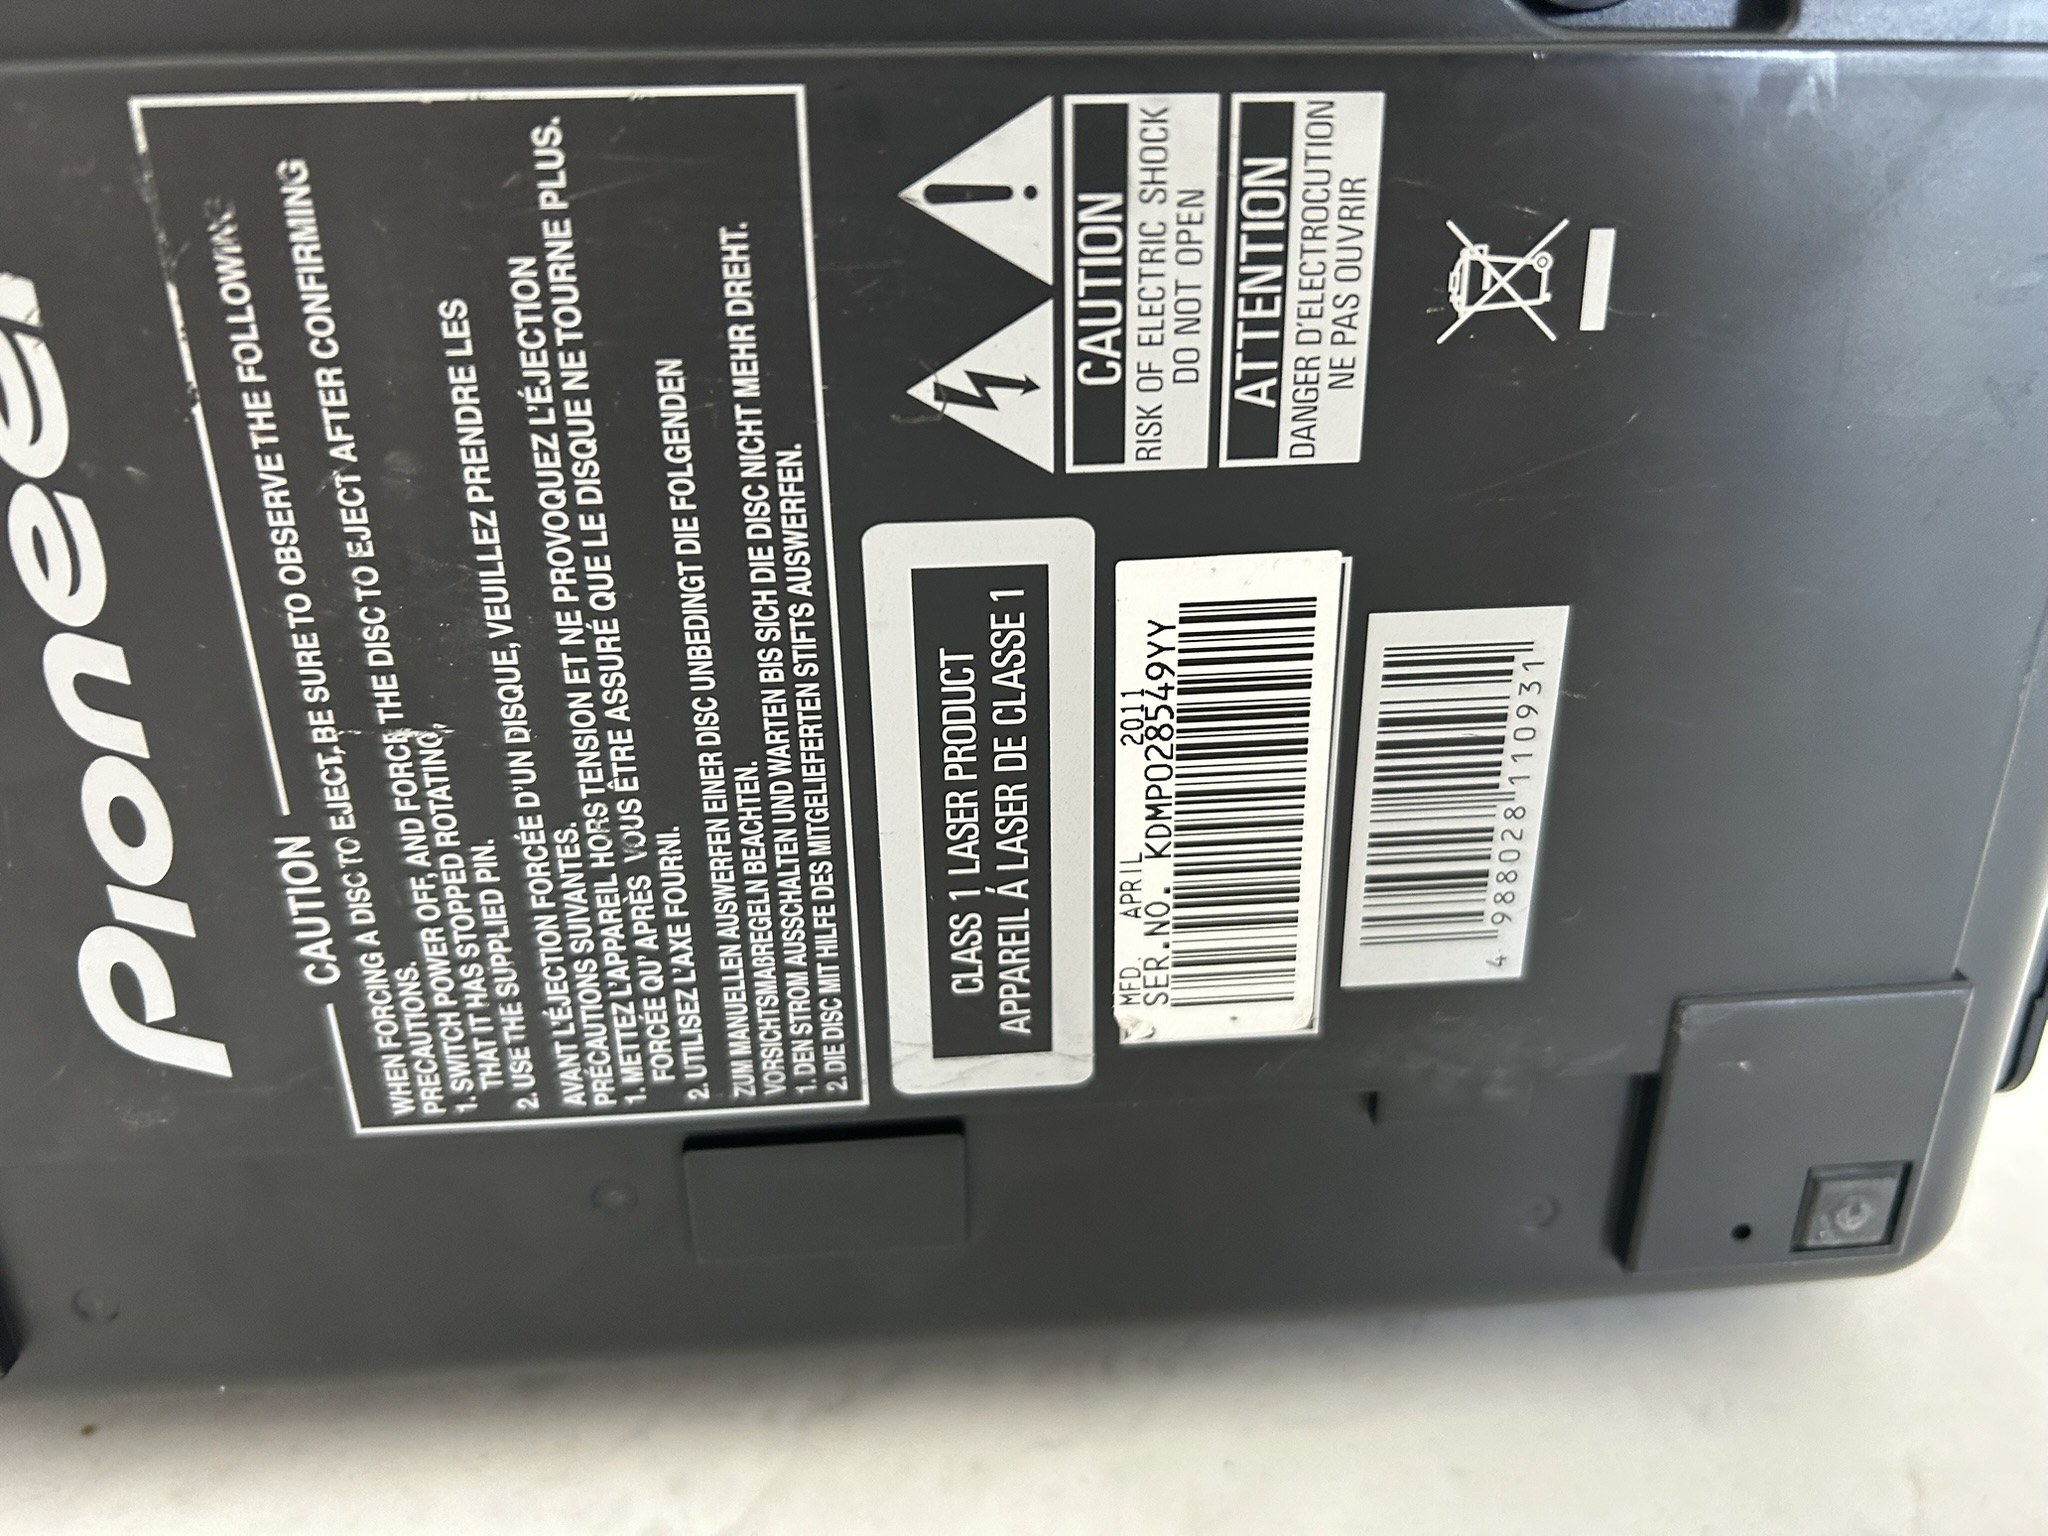 pioneer
CAUTION
WHEN FORCING A DISC TO EJECT, BE SURE TO OBSERVE THE FOLLOWING
PRECAUTIONS.
1. SWITCH POWER OFF, AND FORCE THE DISC TO EJECT AFTER CONFIRMING
THAT IT HAS STOPPED ROTATING,
2. USE THE SUPPLIED PIN.
AVANT L'ÉJECTION FORCÉE D'UN DISQUE, VEUILLEZ PRENDRE LES
PRÉCAUTIONS SUIVANTES.
1. METTEZ L'APPAREIL HORS TENSION ET NE PROVOQUEZ L'ÉJECTION
FORCÉE QU' APRÈS VOUS ÊTRE ASSURÉ QUE LE DISQUE NE TOURNE PLUS.
2. UTILISEZ L'AXE FOURNI.
ZUM MANUELLEN AUSWERFEN EINER DISC UNBEDINGT DIE FOLGENDEN
VORSICHTSMAßREGELN BEACHTEN.
1. DEN STROM AUSSCHALTEN UND WARTEN BIS SICH DIE DISC NICHT MEHR DREHT.
2. DIE DISC MIT HILFE DES MITGELIEFERTEN STIFTS AUSWERFEN.
CLASS 1 LASER PRODUCT
APPAREIL Á LASER DE CLASSE 1
CAUTION
RISK OF ELECTRIC SHOCK
DO NOT OPEN
ATTENTION
DANGER D'ELECTROCUTION
NE PAS OUVRIR
MFD. APRIL 2011
SER.NO. KDMP028549YY
4 988028 110931